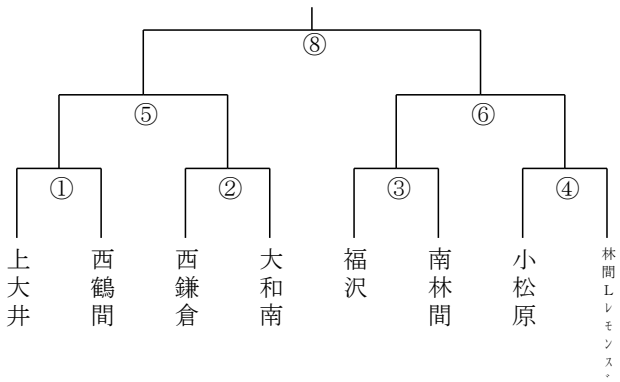 ⑧
⑤
⑥
①
②
③
④
上大井
西鶴間
西鎌倉
大和南
福沢
南林間
小松原
林間Lレモンス